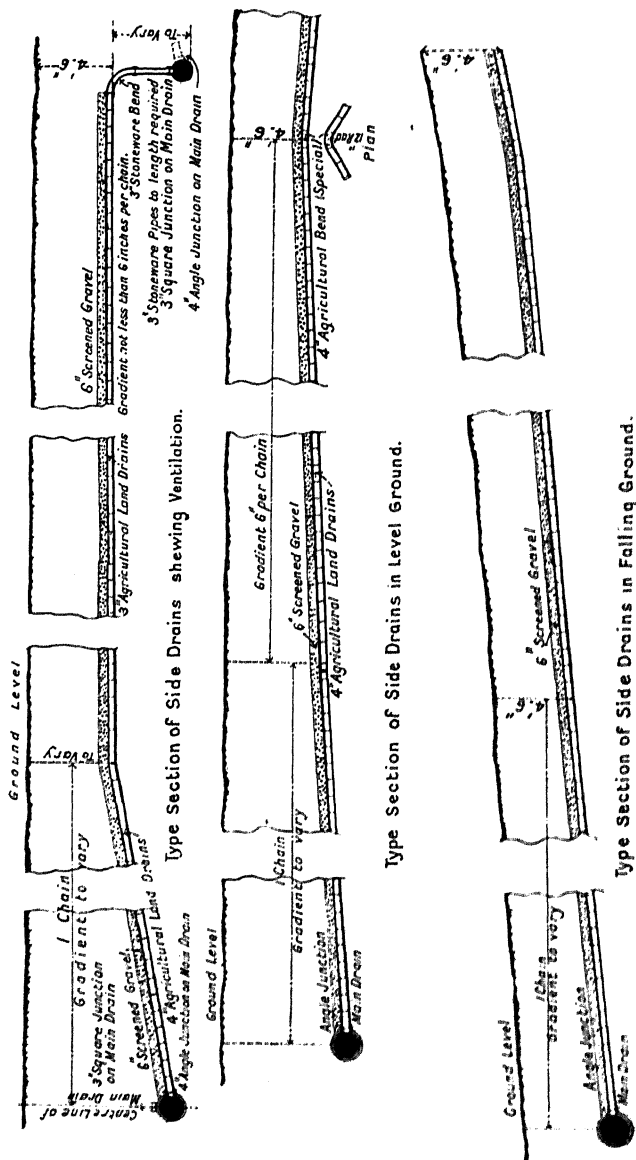 Ground Level
Centre Line of
Main Drain
3" Square Junction
on Main Drain
1 Chain
Gradient to vary
To Vary
6" Screened Gravel.
4" Agricultural Land Drains
4" Angle Junction on Main Drain
3" Agricultural Land Drains
6" Screened Gravel
Gradient not less than 6 inches per chain.
4'.6"
To Vary
3" Stoneware Bend
3" Stoneware Pipes to length required
3" Square Junction on Main Drain
4" Angle Junction on Main Drain
Type Section of Side Drains shewing Ventilation.
Ground Level
1 Chain
Gradient to vary
Angle Junction
Main Drain
Gradient 6" per Chain
6" Screened Gravel
4" Agricultural Land Drains
4'.6"
4" Agricultural Bend (Special)
12" Rad
Plan
Type Section of Side Drains in Level Ground.
Ground Level
1 Chain
Gradient to vary
Angle Junction
Main Drain
4'.6"
6" Screened Gravel
4'.6"
Type Section of Side Drains in Falling Ground.